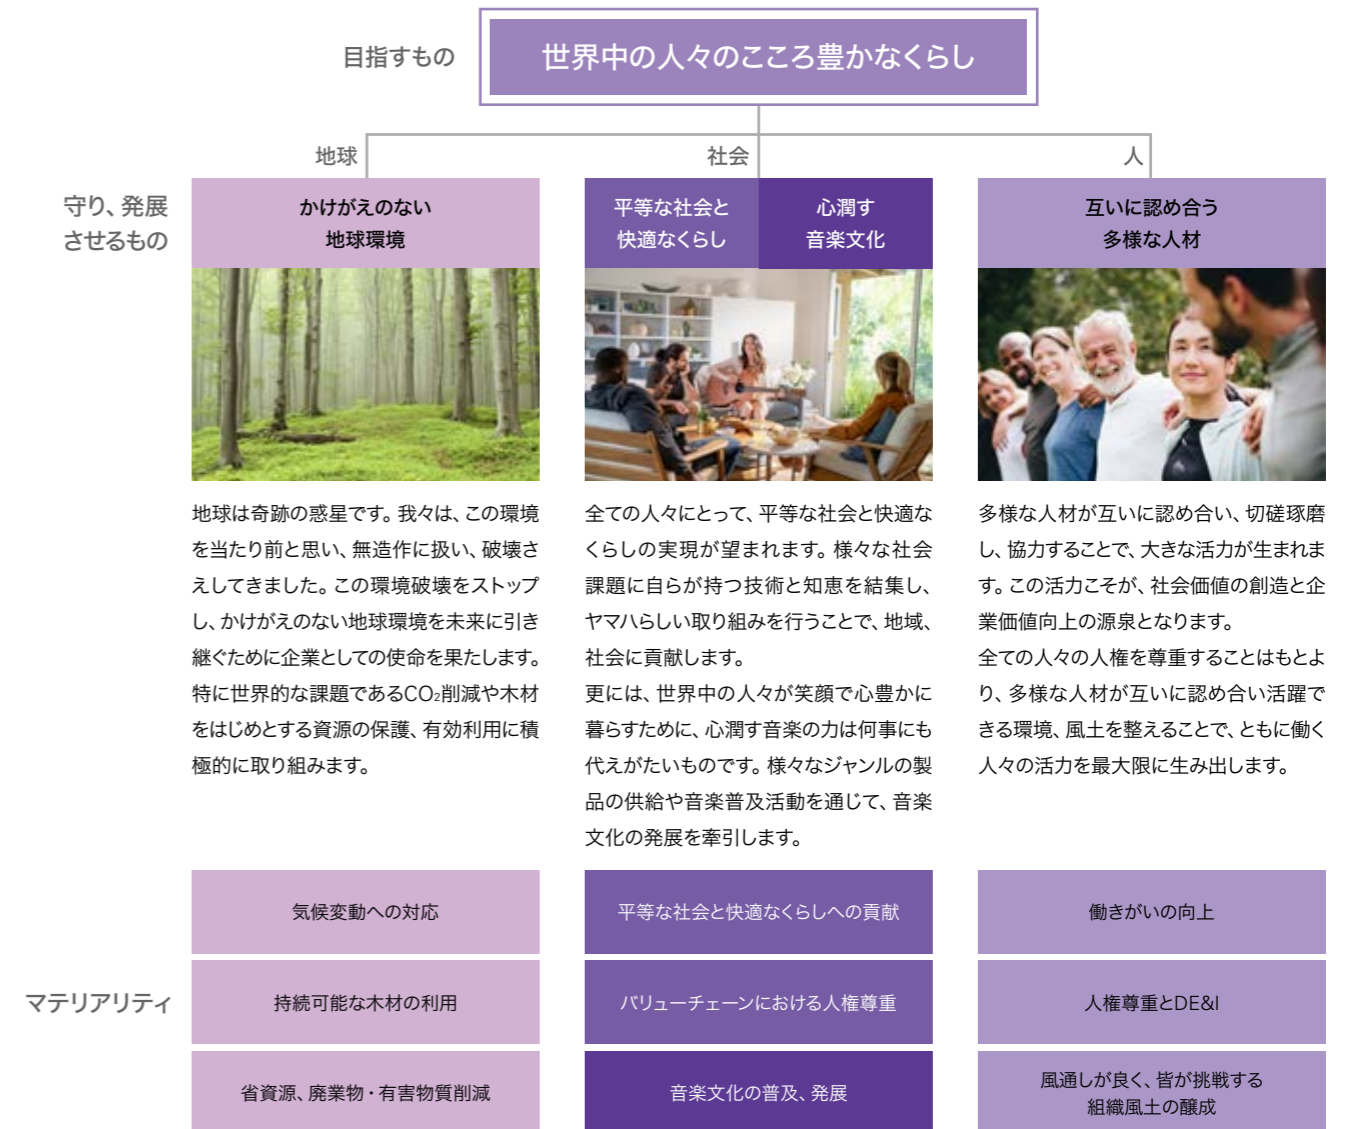 目指すもの
世界中の人々のこころ豊かなくらし
地球
社会
人
守り、発展
させるもの
かけがえのない
地球環境
平等な社会と
快適なくらし
心潤す
音楽文化
互いに認め合う
多様な人材
地球は奇跡の惑星です。我々は、この環境
を当たり前と思い、無造作に扱い、破壊さ
えしてきました。この環境破壊をストップ
し、かけがえのない地球環境を未来に引き
継ぐために企業としての使命を果たします。
特に世界的な課題であるCO₂削減や木材
をはじめとする資源の保護、有効利用に積
極的に取り組みます。
全ての人々にとって、平等な社会と快適な
くらしの実現が望まれます。様々な社会
課題に自らが持つ技術と知恵を結集し、
ヤマハらしい取り組みを行うことで、地域、
社会に貢献します。
更には、世界中の人々が笑顔で心豊かに
暮らすために、心潤す音楽の力は何事にも
代えがたいものです。様々なジャンルの製
品の供給や音楽普及活動を通じて、音楽
文化の発展を牽引します。
多様な人材が互いに認め合い、切磋琢磨
し、協力することで、大きな活力が生まれま
す。この活力こそが、社会価値の創造と企
業価値向上の源泉となります。
全ての人々の人権を尊重することはもとよ
り、多様な人材が互いに認め合い活躍で
きる環境、風土を整えることで、ともに働く
人々の活力を最大限に生み出します。
マテリアリティ
気候変動への対応
持続可能な木材の利用
省資源、廃棄物・有害物質削減
平等な社会と快適なくらしへの貢献
バリューチェーンにおける人権尊重
音楽文化の普及、発展
働きがいの向上
人権尊重とDE&I
風通しが良く、皆が挑戦する
組織風土の醸成